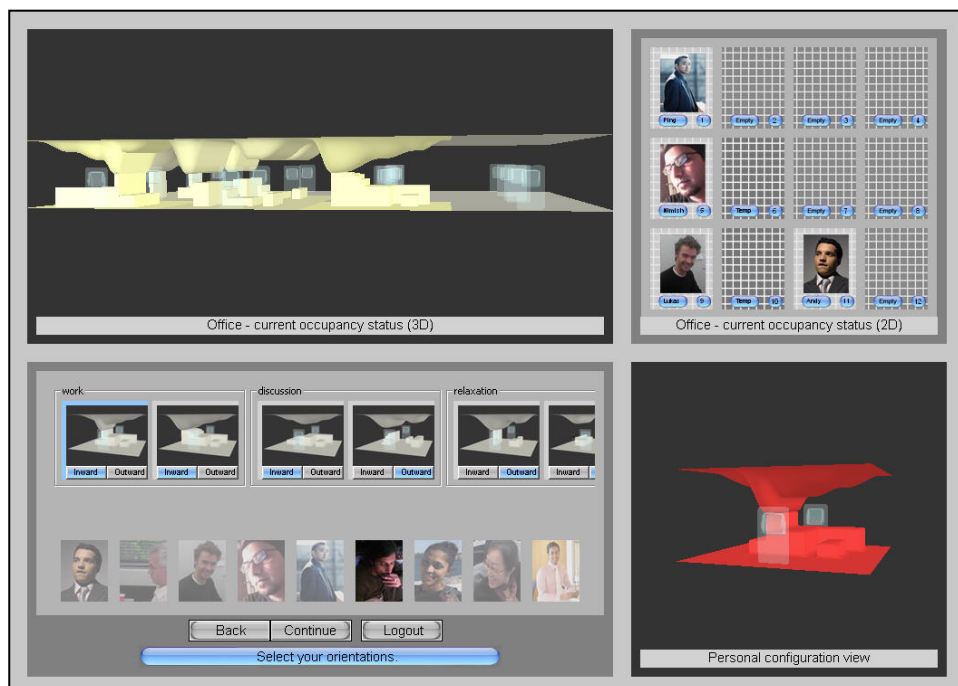 Ping 1 Empty 2 Empty 3 Empty 4
Nimish 5 Temp 6 Empty 7 Empty 8
Lukas 9 Temp 10 Andy 11 Empty 12
Office - current occupancy status (3D)
Office - current occupancy status (2D)
work
discussion
relaxation
Inward Outward Inward Outward Inward Outward Inward Outward Inward Outward Inward
Back Continue Logout
Select your orientations.
Personal configuration view